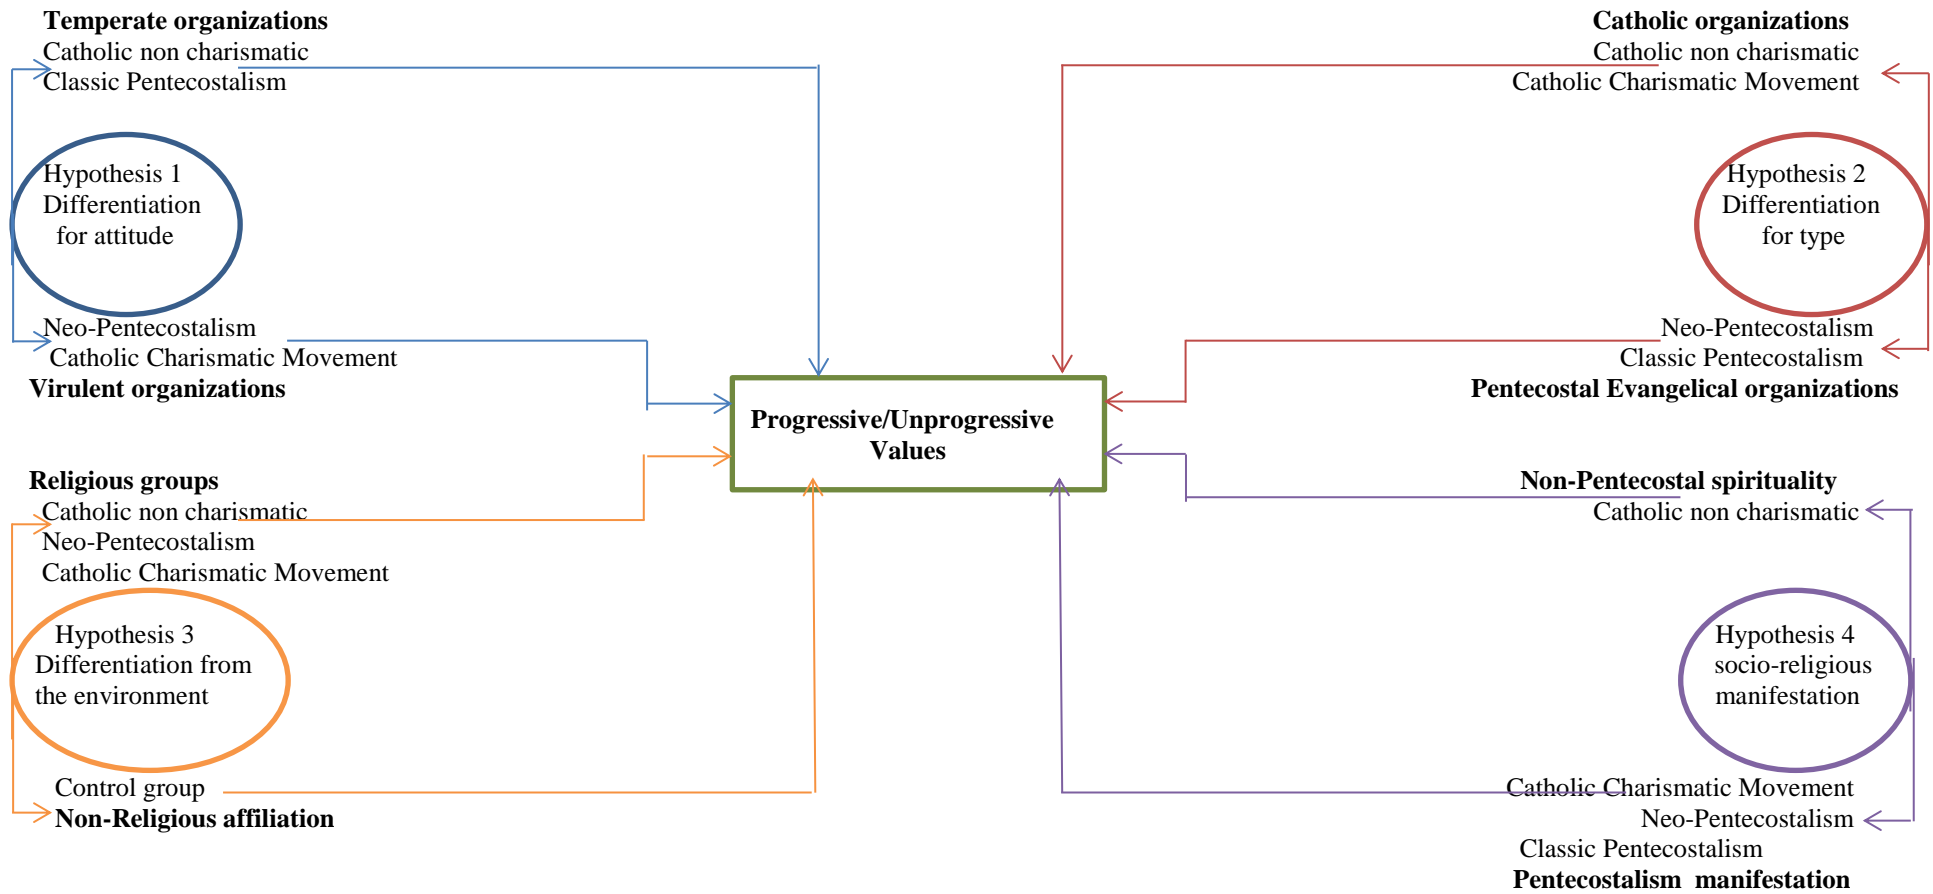 Temperate organizations
Catholic non charismatic
Classic Pentecostalism
Hypothesis 1
Differentiation
for attitude
Neo-Pentecostalism
Catholic Charismatic Movement
Virulent organizations
Catholic organizations
Catholic non charismatic
Catholic Charismatic Movement
Hypothesis 2
Differentiation
for type
Neo-Pentecostalism
Classic Pentecostalism
Pentecostal Evangelical organizations
Progressive/Unprogressive
Values
Religious groups
Catholic non charismatic
Neo-Pentecostalism
Catholic Charismatic Movement
Hypothesis 3
Differentiation from
the environment
Control group
Non-Religious affiliation
Non-Pentecostal spirituality
Catholic non charismatic
Hypothesis 4
socio-religious
manifestation
Catholic Charismatic Movement
Neo-Pentecostalism
Classic Pentecostalism
Pentecostalism manifestation